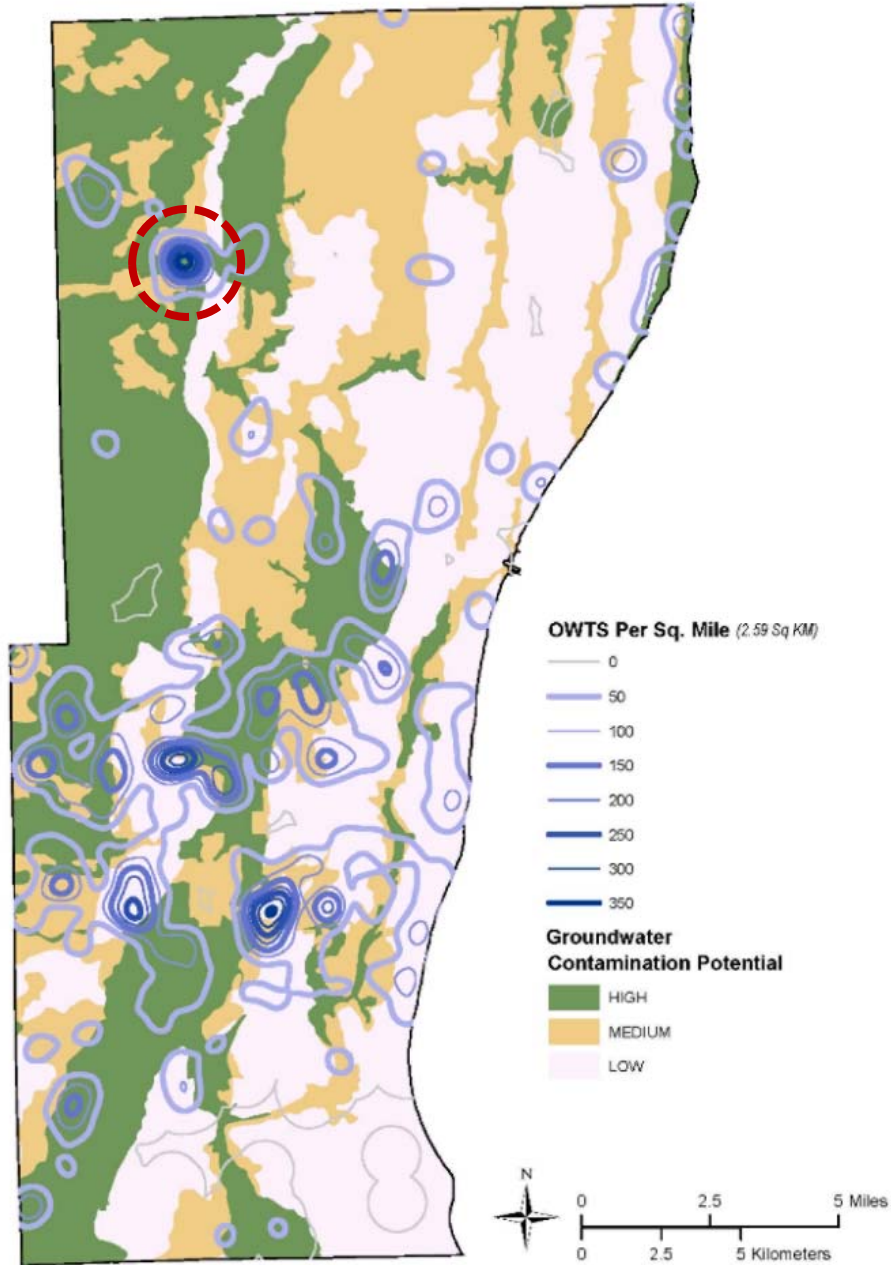 OWTS Per Sq. Mile (2.59 Sq KM)
0
50
100
150
200
250
300
350
Groundwater
Contamination Potential
HIGH
MEDIUM
LOW
N
0 2.5 5 Miles
0 2.5 5 Kilometers